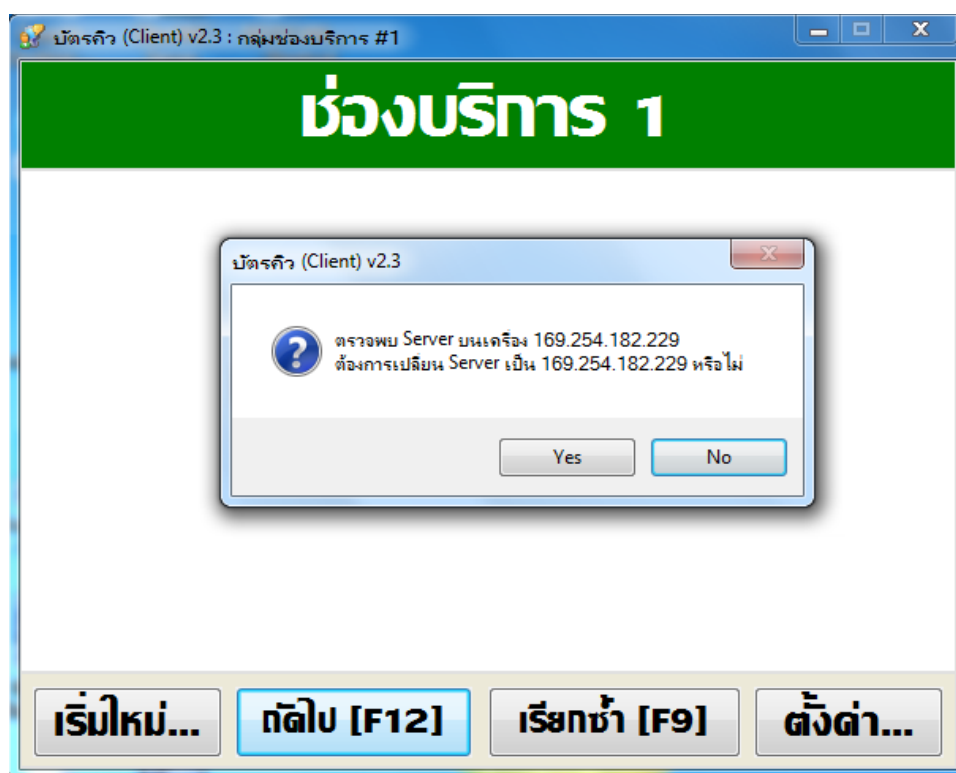 บัตรคิว (Client) v2.3 : กลุ่มช่องบริการ #1
ช่องบริการ 1
บัตรคิว (Client) v2.3
ตรวจพบ Server บนเครื่อง 169.254.182.229
ต้องการเปลี่ยน Server เป็น 169.254.182.229 หรือไม่
Yes No
เริ่มใหม่... ถัดไป [F12] เรียกซ้ำ [F9] ตั้งค่า...